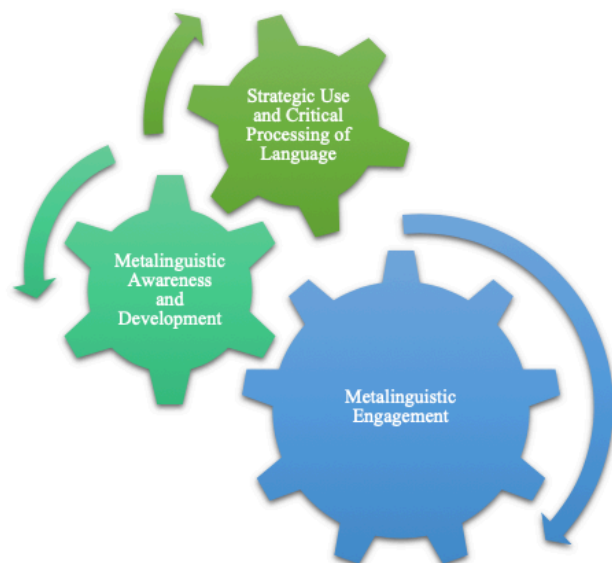 Strategic Use
and Critical
Processing of
Language
Metalinguistic
Awareness
and
Development
Metalinguistic
Engagement